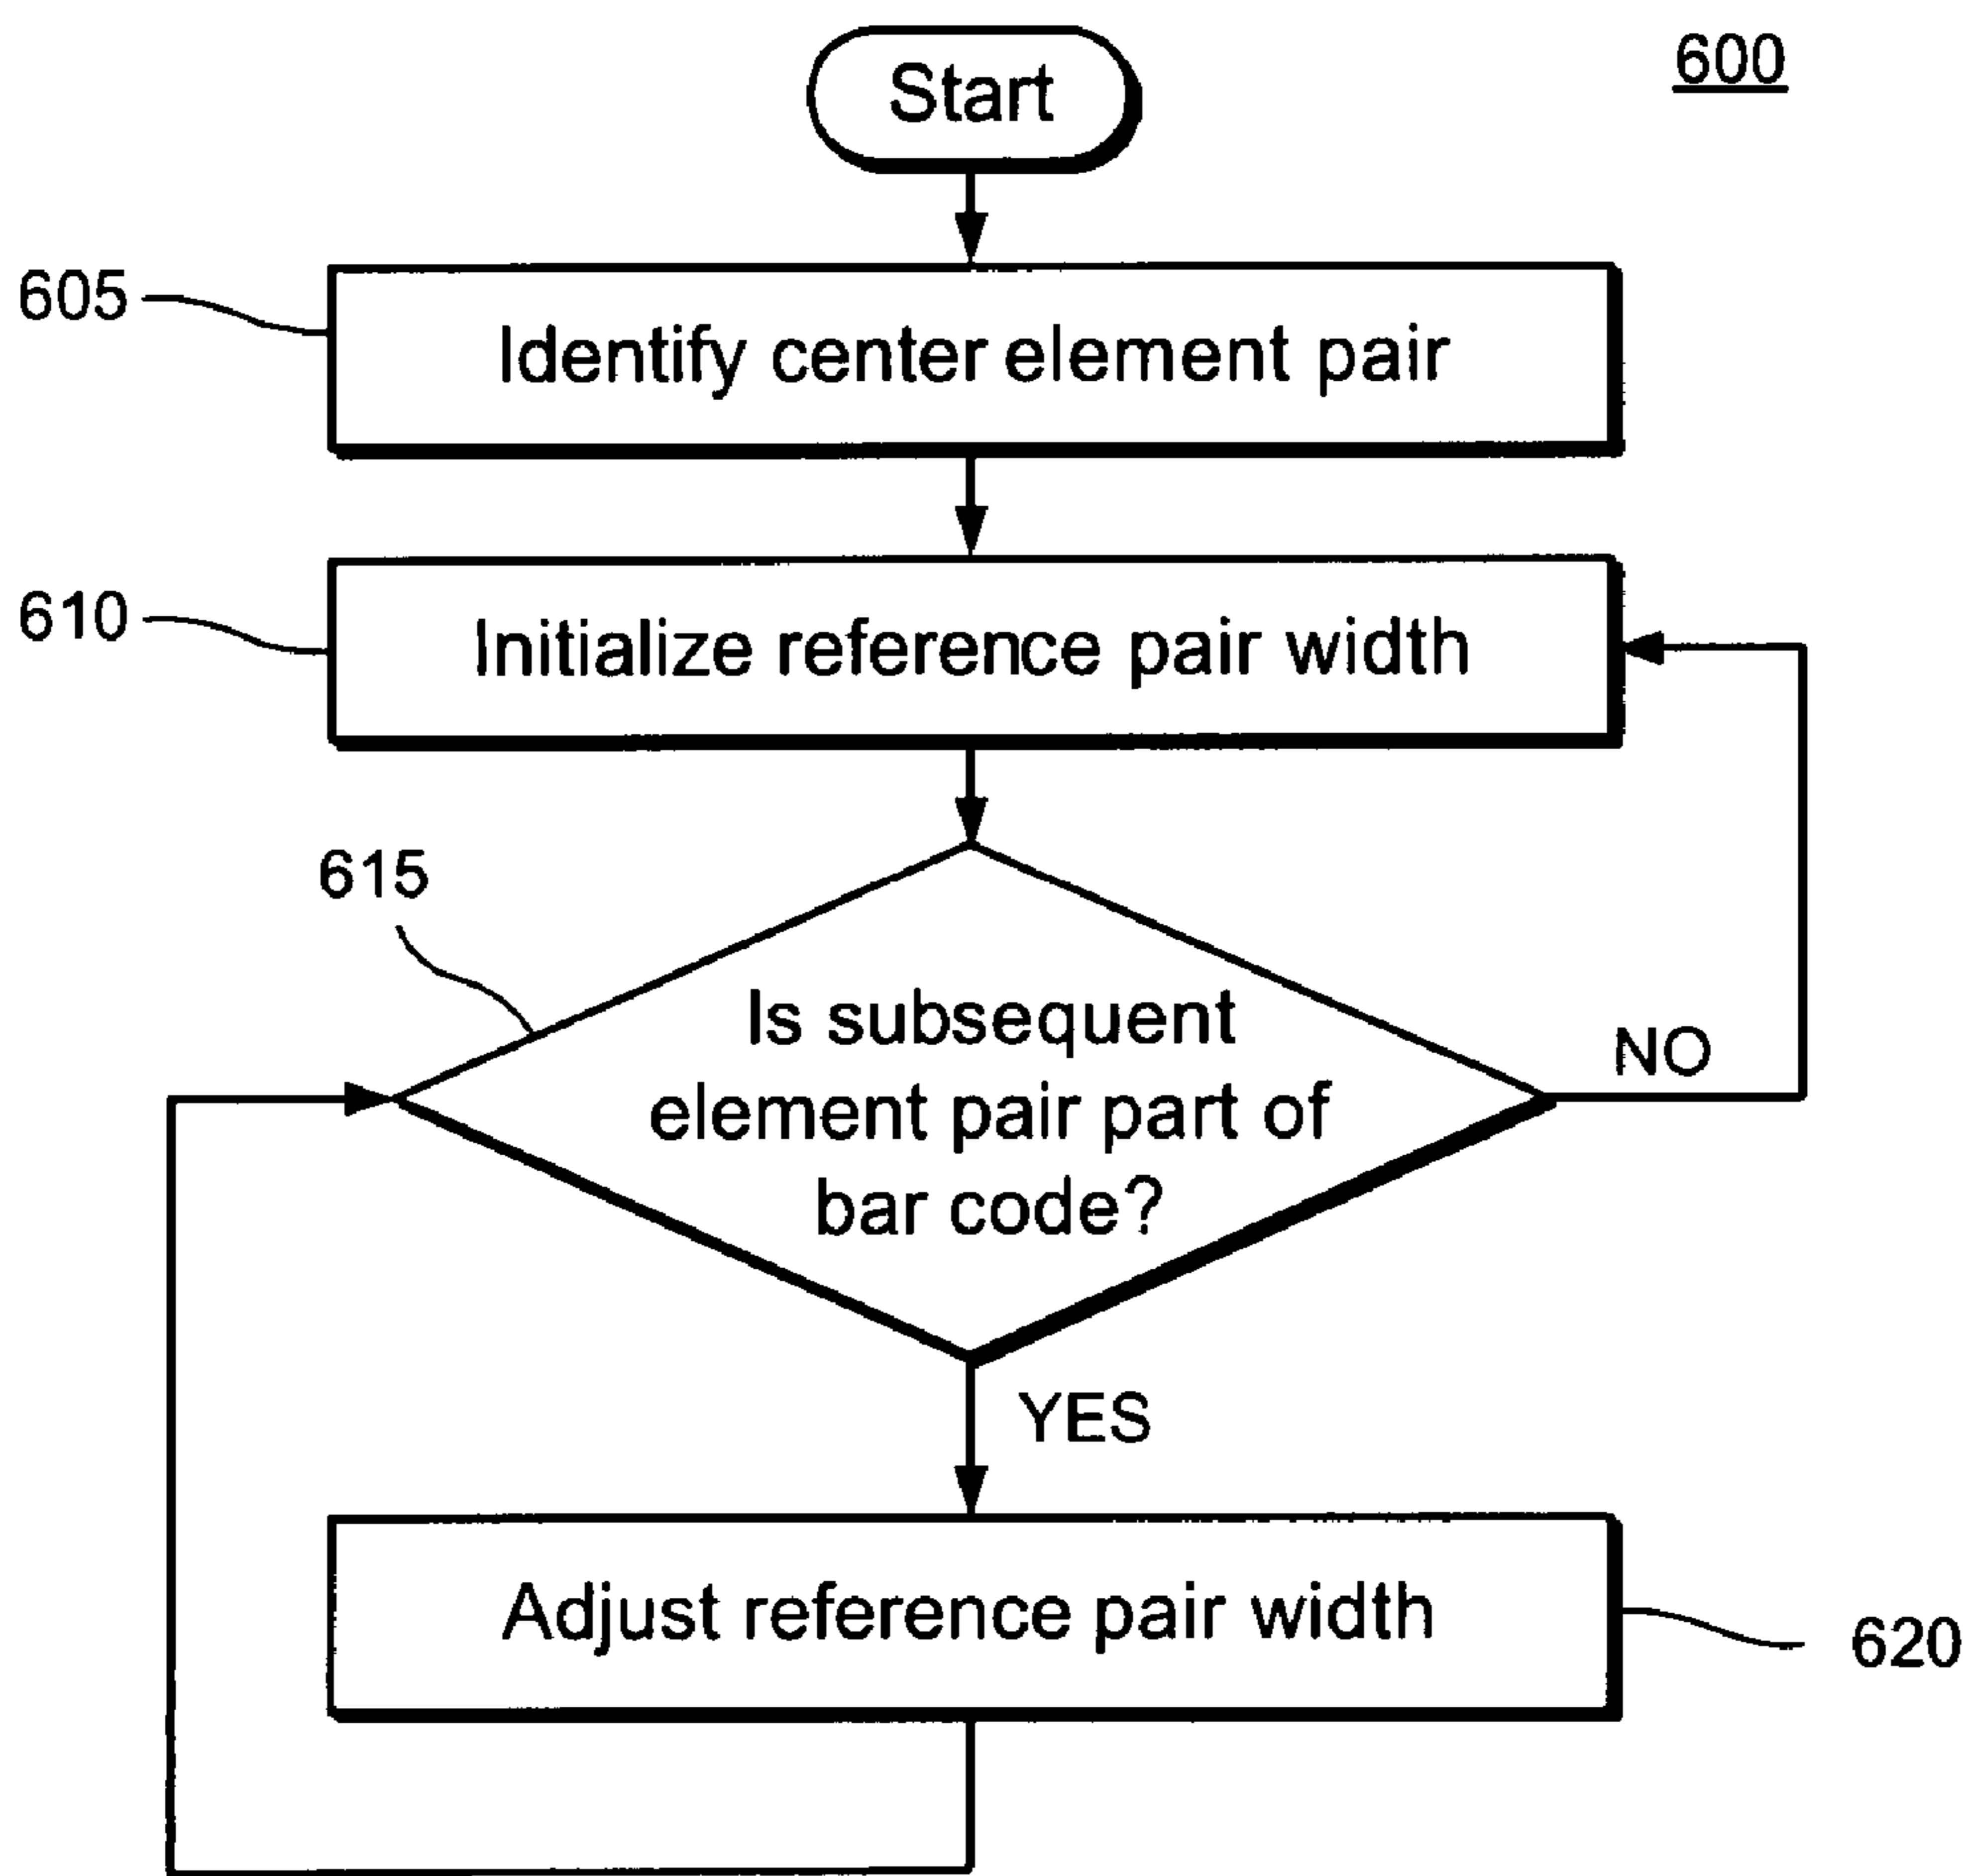 Start
600
605
Identify center element pair
610
Initialize reference pair width
615
Is subsequent
element pair part of
bar code?
NO
YES
Adjust reference pair width
620